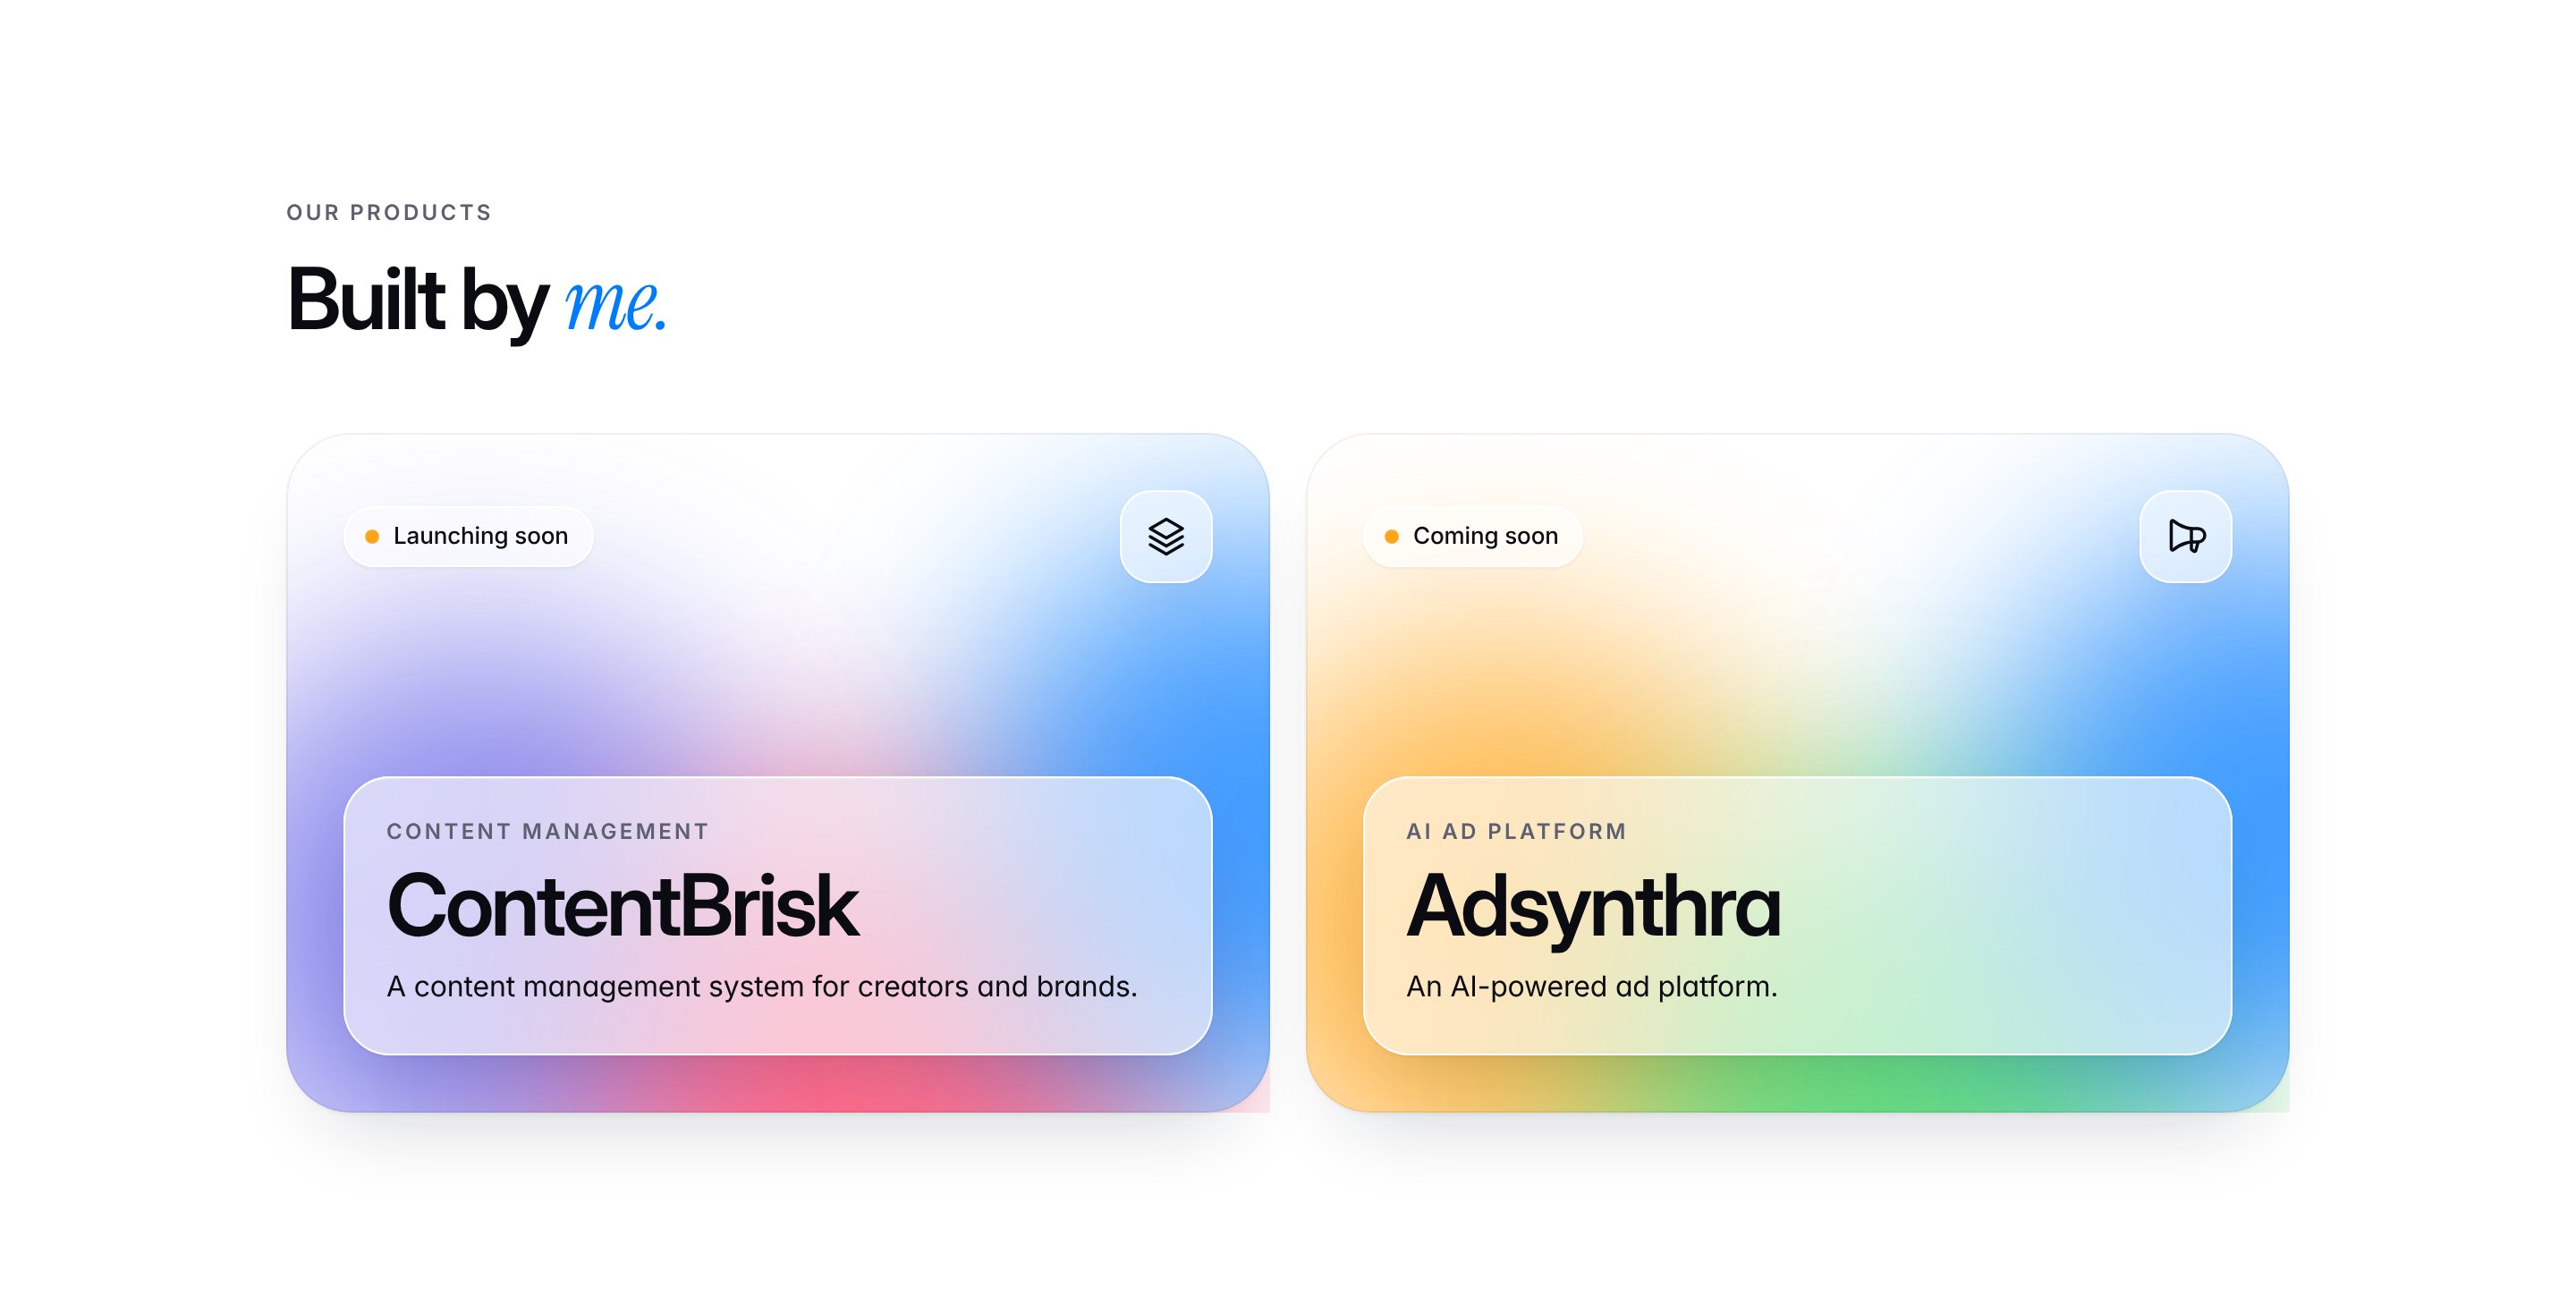 OUR PRODUCTS
Built by me.
Launching soon
CONTENT MANAGEMENT
ContentBrisk
A content management system for creators and brands.
Coming soon
AI AD PLATFORM
Adsynthra
An AI-powered ad platform.